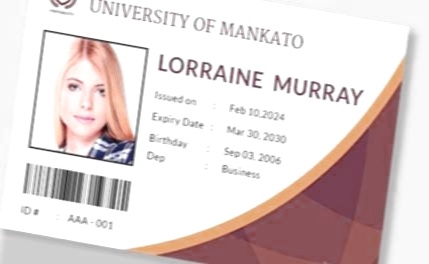 UNIVERSITY OF MANKATO
LORRAINE MURRAY
Issued on : Feb 10.2024
Expiry Date : Mar 30, 2030
Birthday : Sep 03, 2006
Dep : Business
ID # : AAA - 001